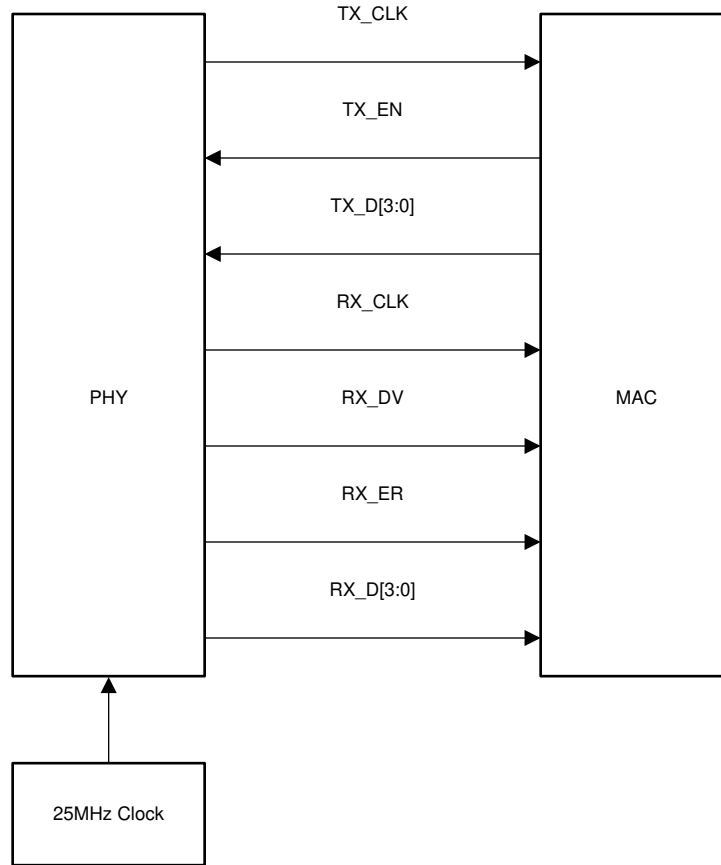 TX_CLK
TX_EN
TX_D[3:0]
RX_CLK
PHY
RX_DV
MAC
RX_ER
RX_D[3:0]
25MHz Clock